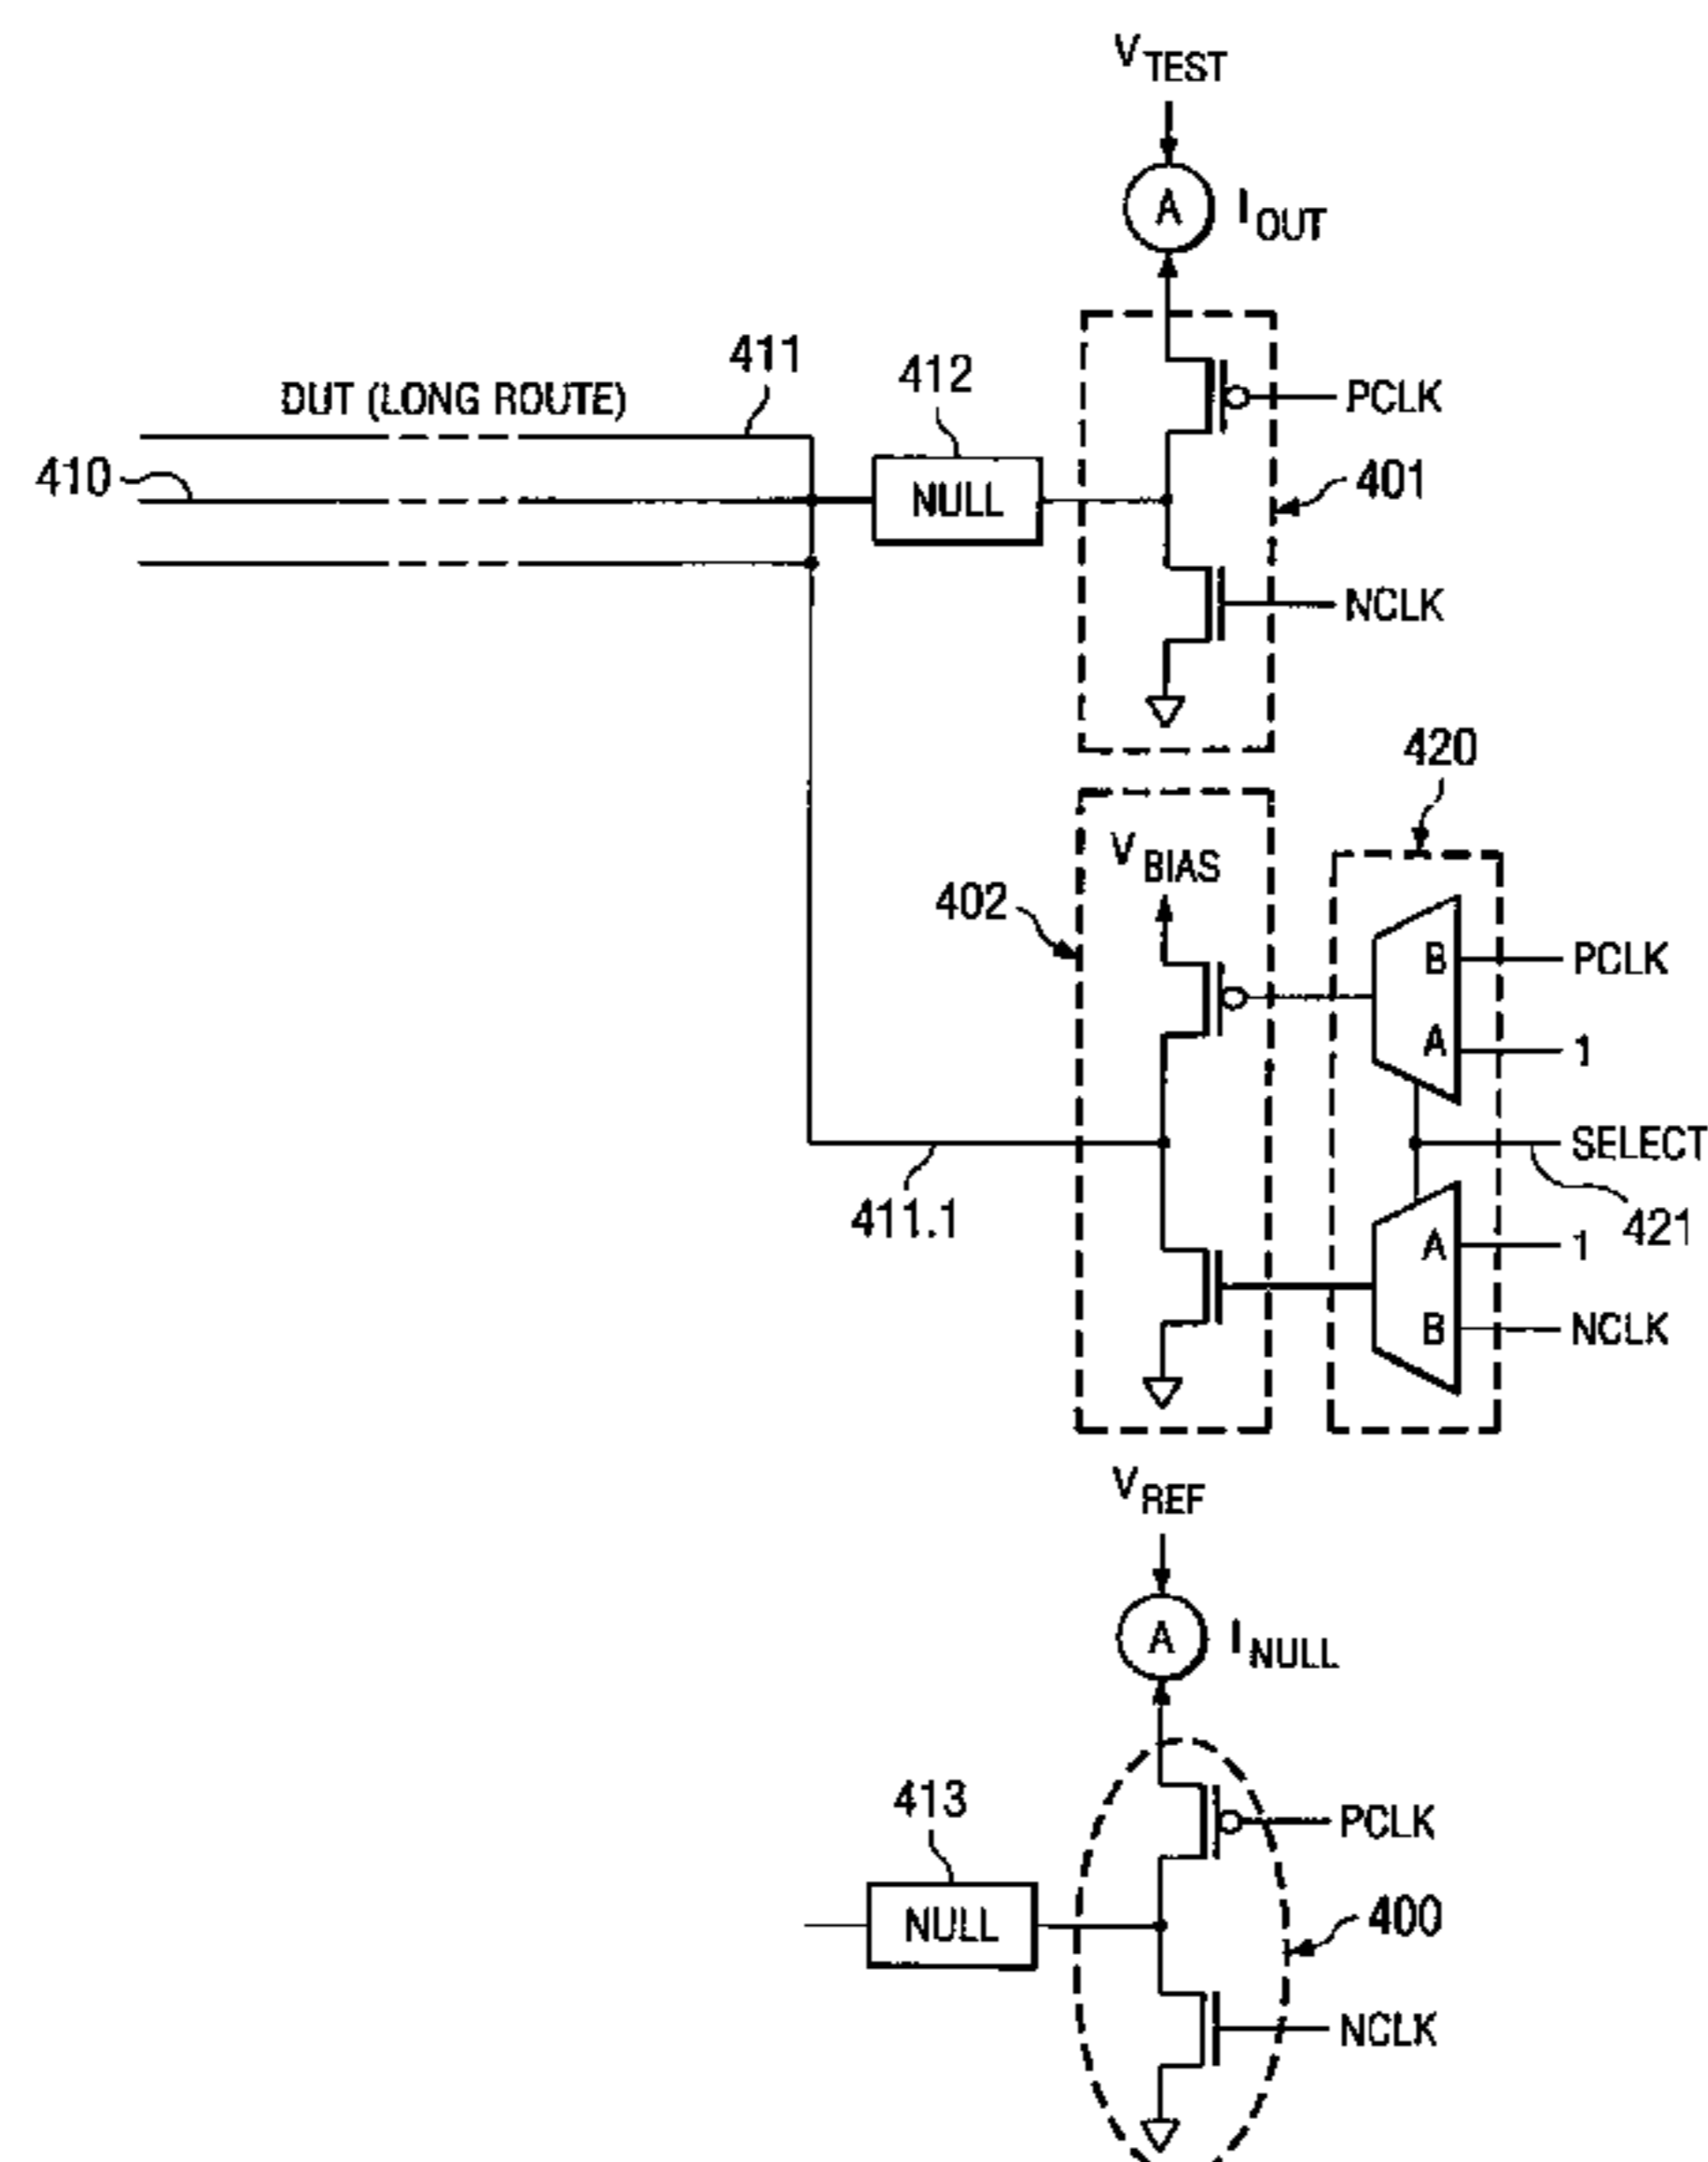 VTEST
A IOUT
411
DUT (LONG ROUTE)
412
PCLK
410
NULL
401
NCLK
420
VBIAS
402
B PCLK
A 1
SELECT
411.1
421
A 1
B NCLK
VREF
A INULL
413
PCLK
NULL
400
NCLK